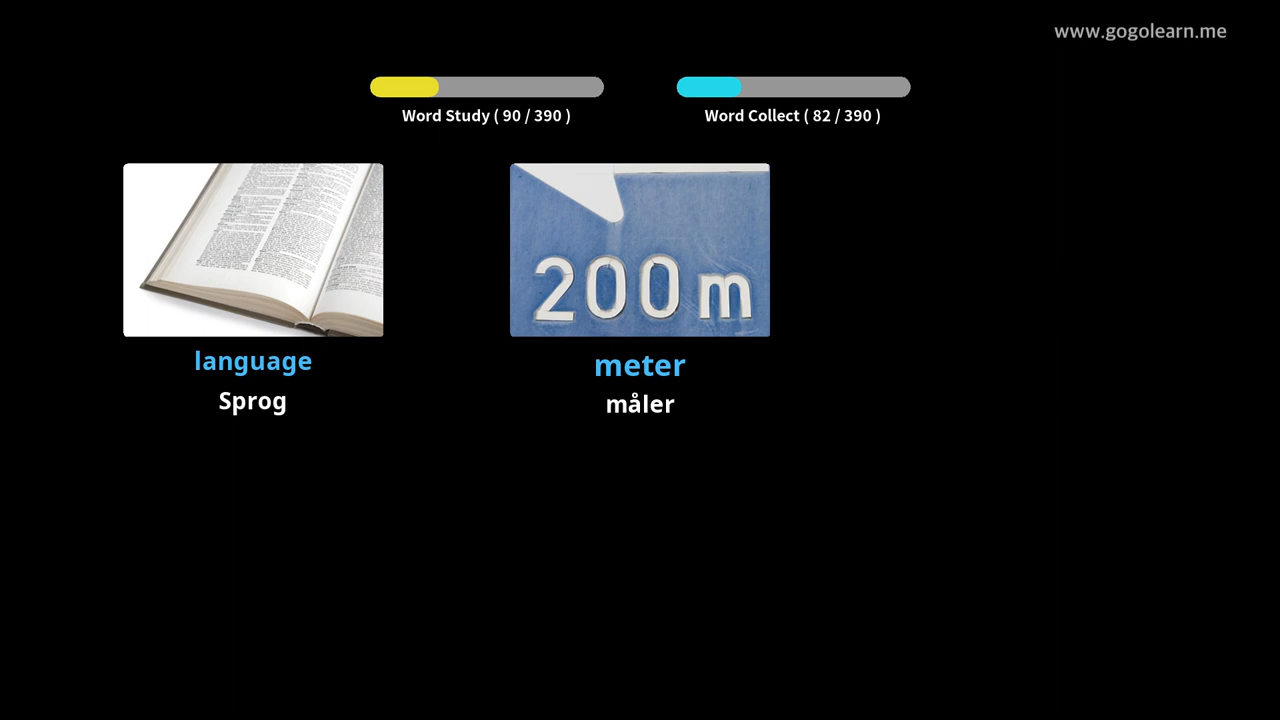 www.gogolearn.me
Word Study ( 90 / 390 )
Word Collect ( 82 / 390 )
200 m
language
Sprog
meter
måler